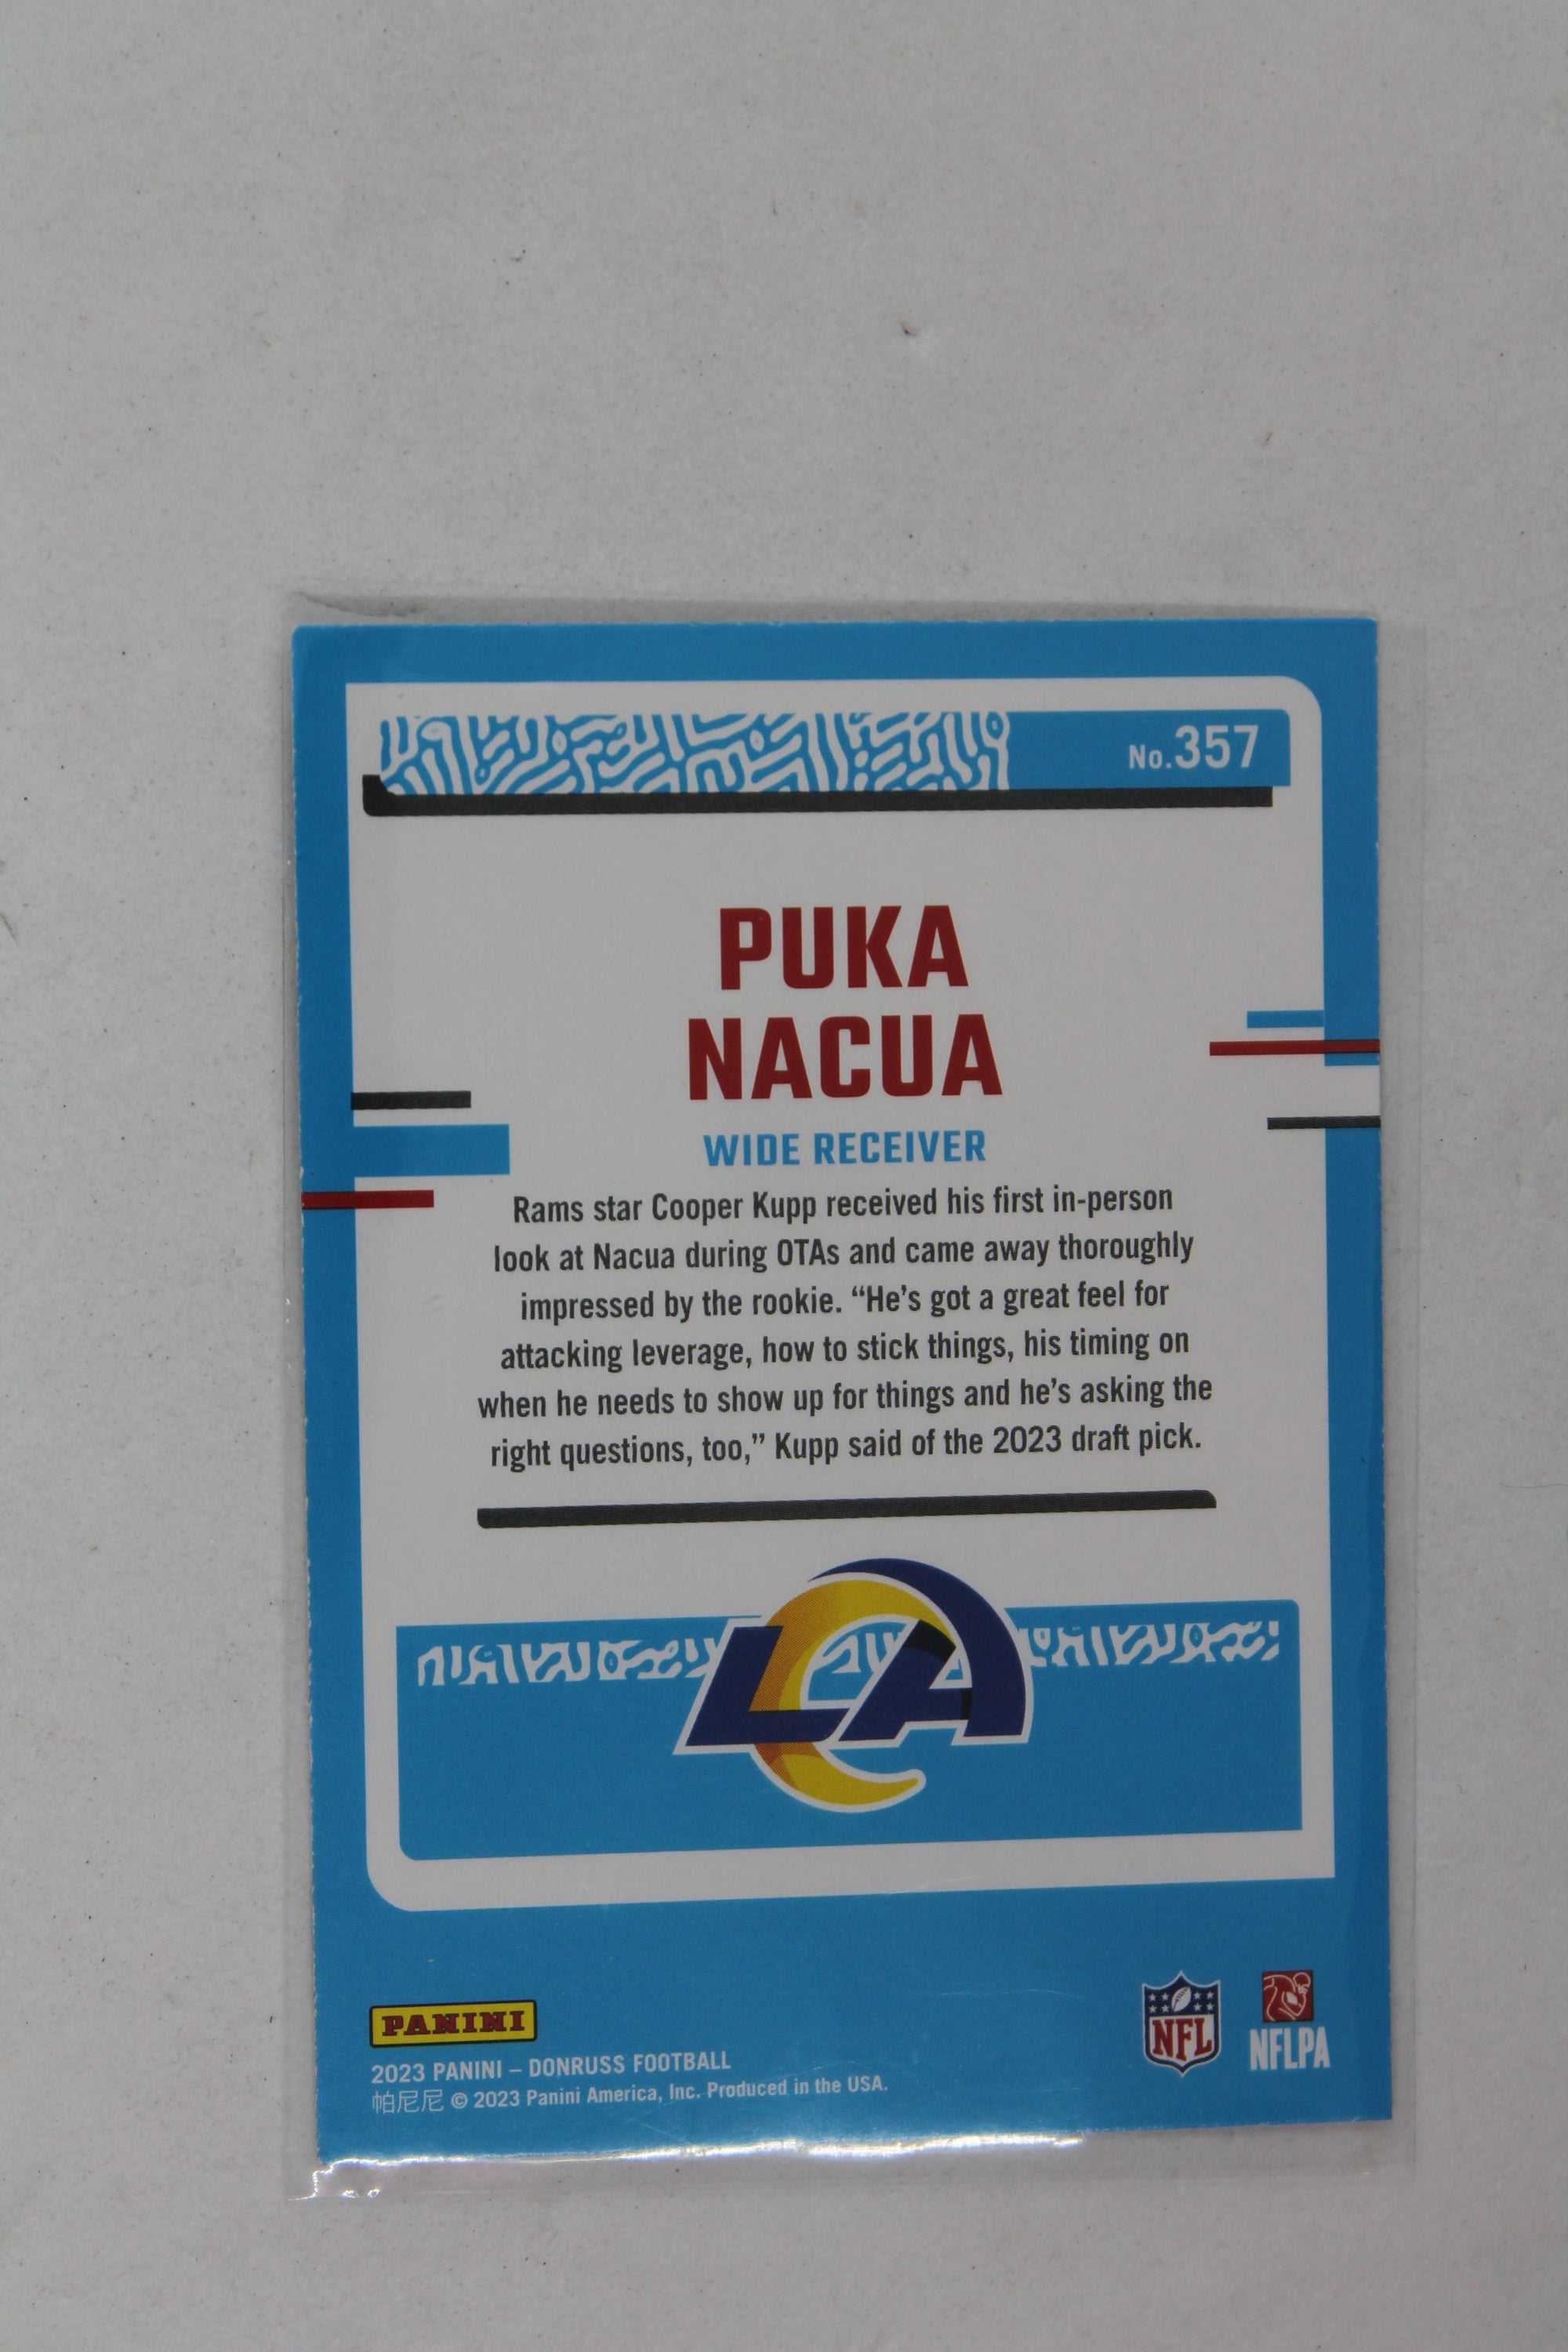 No.357
PUKA
NACUA
WIDE RECEIVER
Rams star Cooper Kupp received his first in-person
look at Nacua during OTAs and came away thoroughly
impressed by the rookie. “He’s got a great feel for
attacking leverage, how to stick things, his timing on
when he needs to show up for things and he’s asking the
right questions, too,” Kupp said of the 2023 draft pick.
LA
PANINI
2023 PANINI – DONRUSS FOOTBALL
帕尼尼 © 2023 Panini America, Inc. Produced in the USA.
NFL
NFLPA